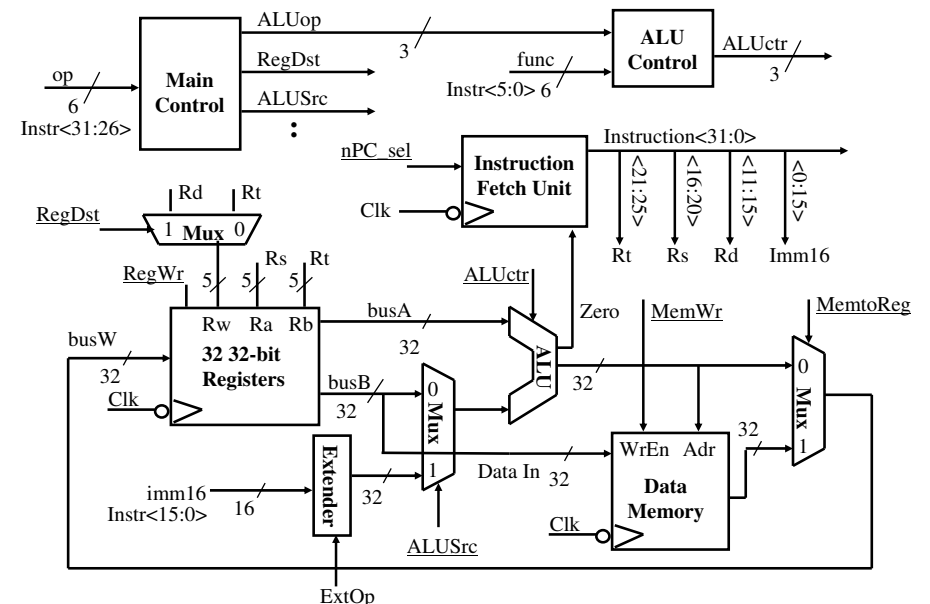 ALUop
3
RegDst
ALUSrc
:
op
6
Instr<31:26>
Main
Control
func
Instr<5:0> 6
ALU
Control
ALUctr
3
nPC_sel
Clk
Instruction
Fetch Unit
Instruction<31:0>
<21:25>
<16:20>
<11:15>
<0:15>
Rt
Rs
Rd
Imm16
Rd
Rt
RegDst
1 Mux 0
RegWr
5
5
Rs
5
Rt
busW
32
Clk
Rw Ra Rb
32 32-bit
Registers
busA
32
busB
32
0
Mux
1
ALUctr
ALU
Zero
32
MemWr
MemtoReg
0
Mux
1
32
WrEn Adr
Data
Memory
Clk
Data In 32
imm16
Instr<15:0>
16
Extender
32
ALUSrc
ExtOp